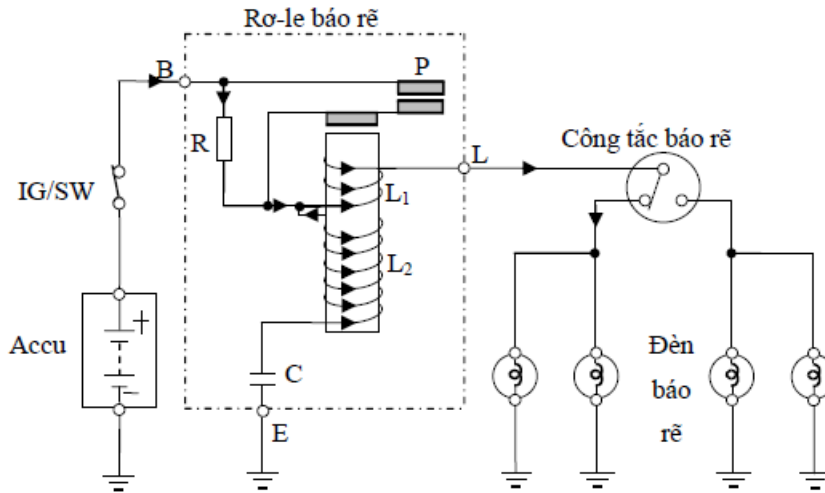 Rơ-le báo rẽ
B
P
R
L
Công tắc báo rẽ
IG/SW
L₁
L₂
Accu
+
−
C
E
Đèn
báo
rẽ